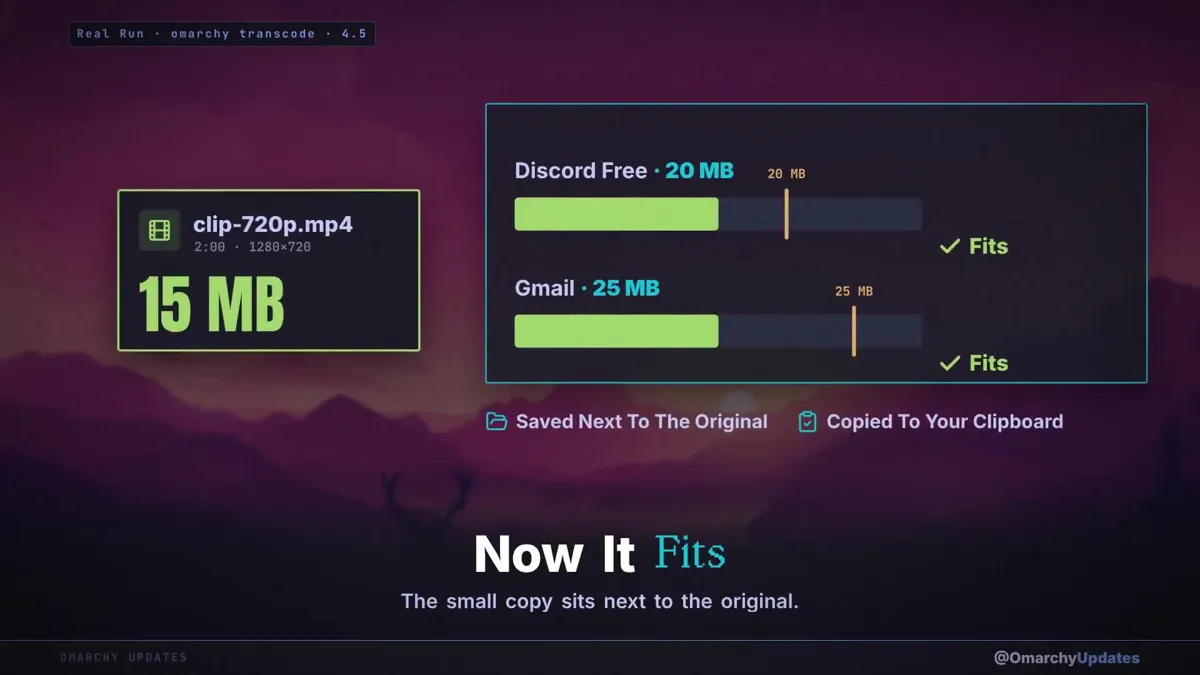 Real Run · omarchy transcode · 4.5
clip-720p.mp4
2:00 · 1280×720
15 MB
Discord Free · 20 MB
20 MB
Fits
Gmail · 25 MB
25 MB
Fits
Saved Next To The Original
Copied To Your Clipboard
Now It Fits
The small copy sits next to the original.
OMARCHY UPDATES
@OmarchyUpdates